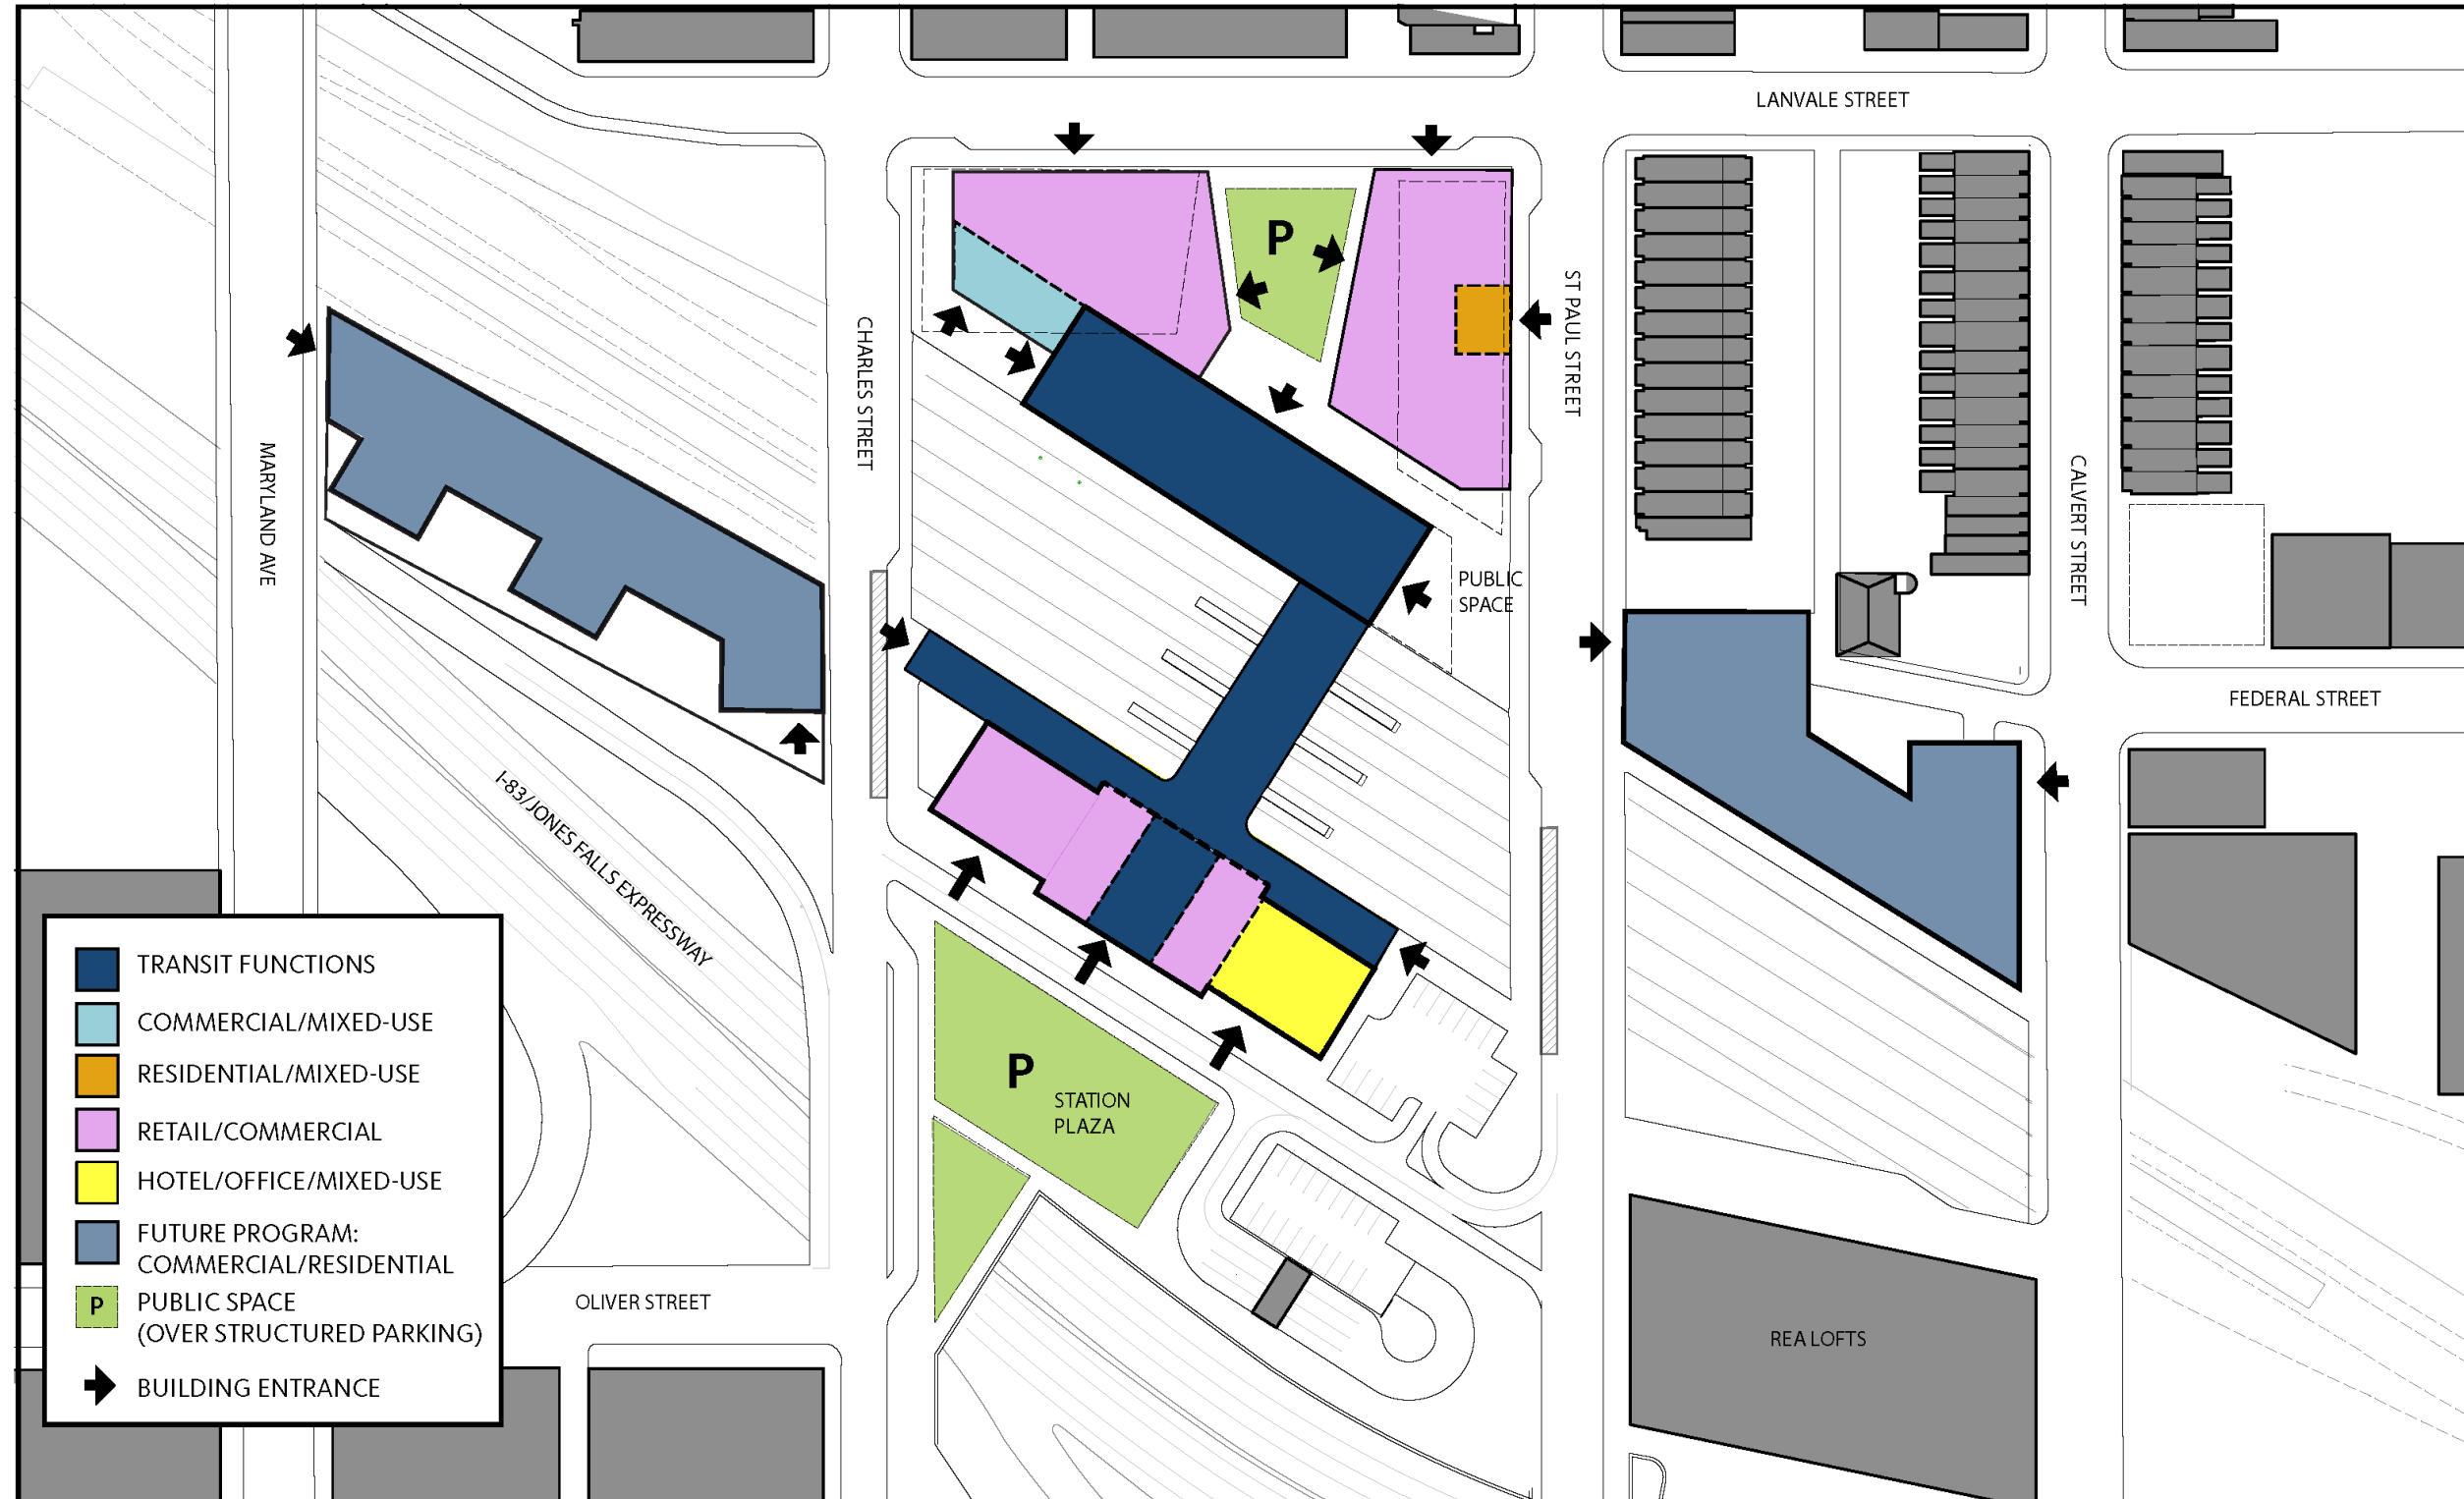 LANVALE STREET
P
ST PAUL STREET
CHARLES STREET
MARYLAND AVE
CALVERT STREET
PUBLIC
SPACE
FEDERAL STREET
I-83/JONES FALLS EXPRESSWAY
P
STATION
PLAZA
OLIVER STREET
REA LOFTS
TRANSIT FUNCTIONS
COMMERCIAL/MIXED-USE
RESIDENTIAL/MIXED-USE
RETAIL/COMMERCIAL
HOTEL/OFFICE/MIXED-USE
FUTURE PROGRAM:
COMMERCIAL/RESIDENTIAL
P PUBLIC SPACE
(OVER STRUCTURED PARKING)
BUILDING ENTRANCE